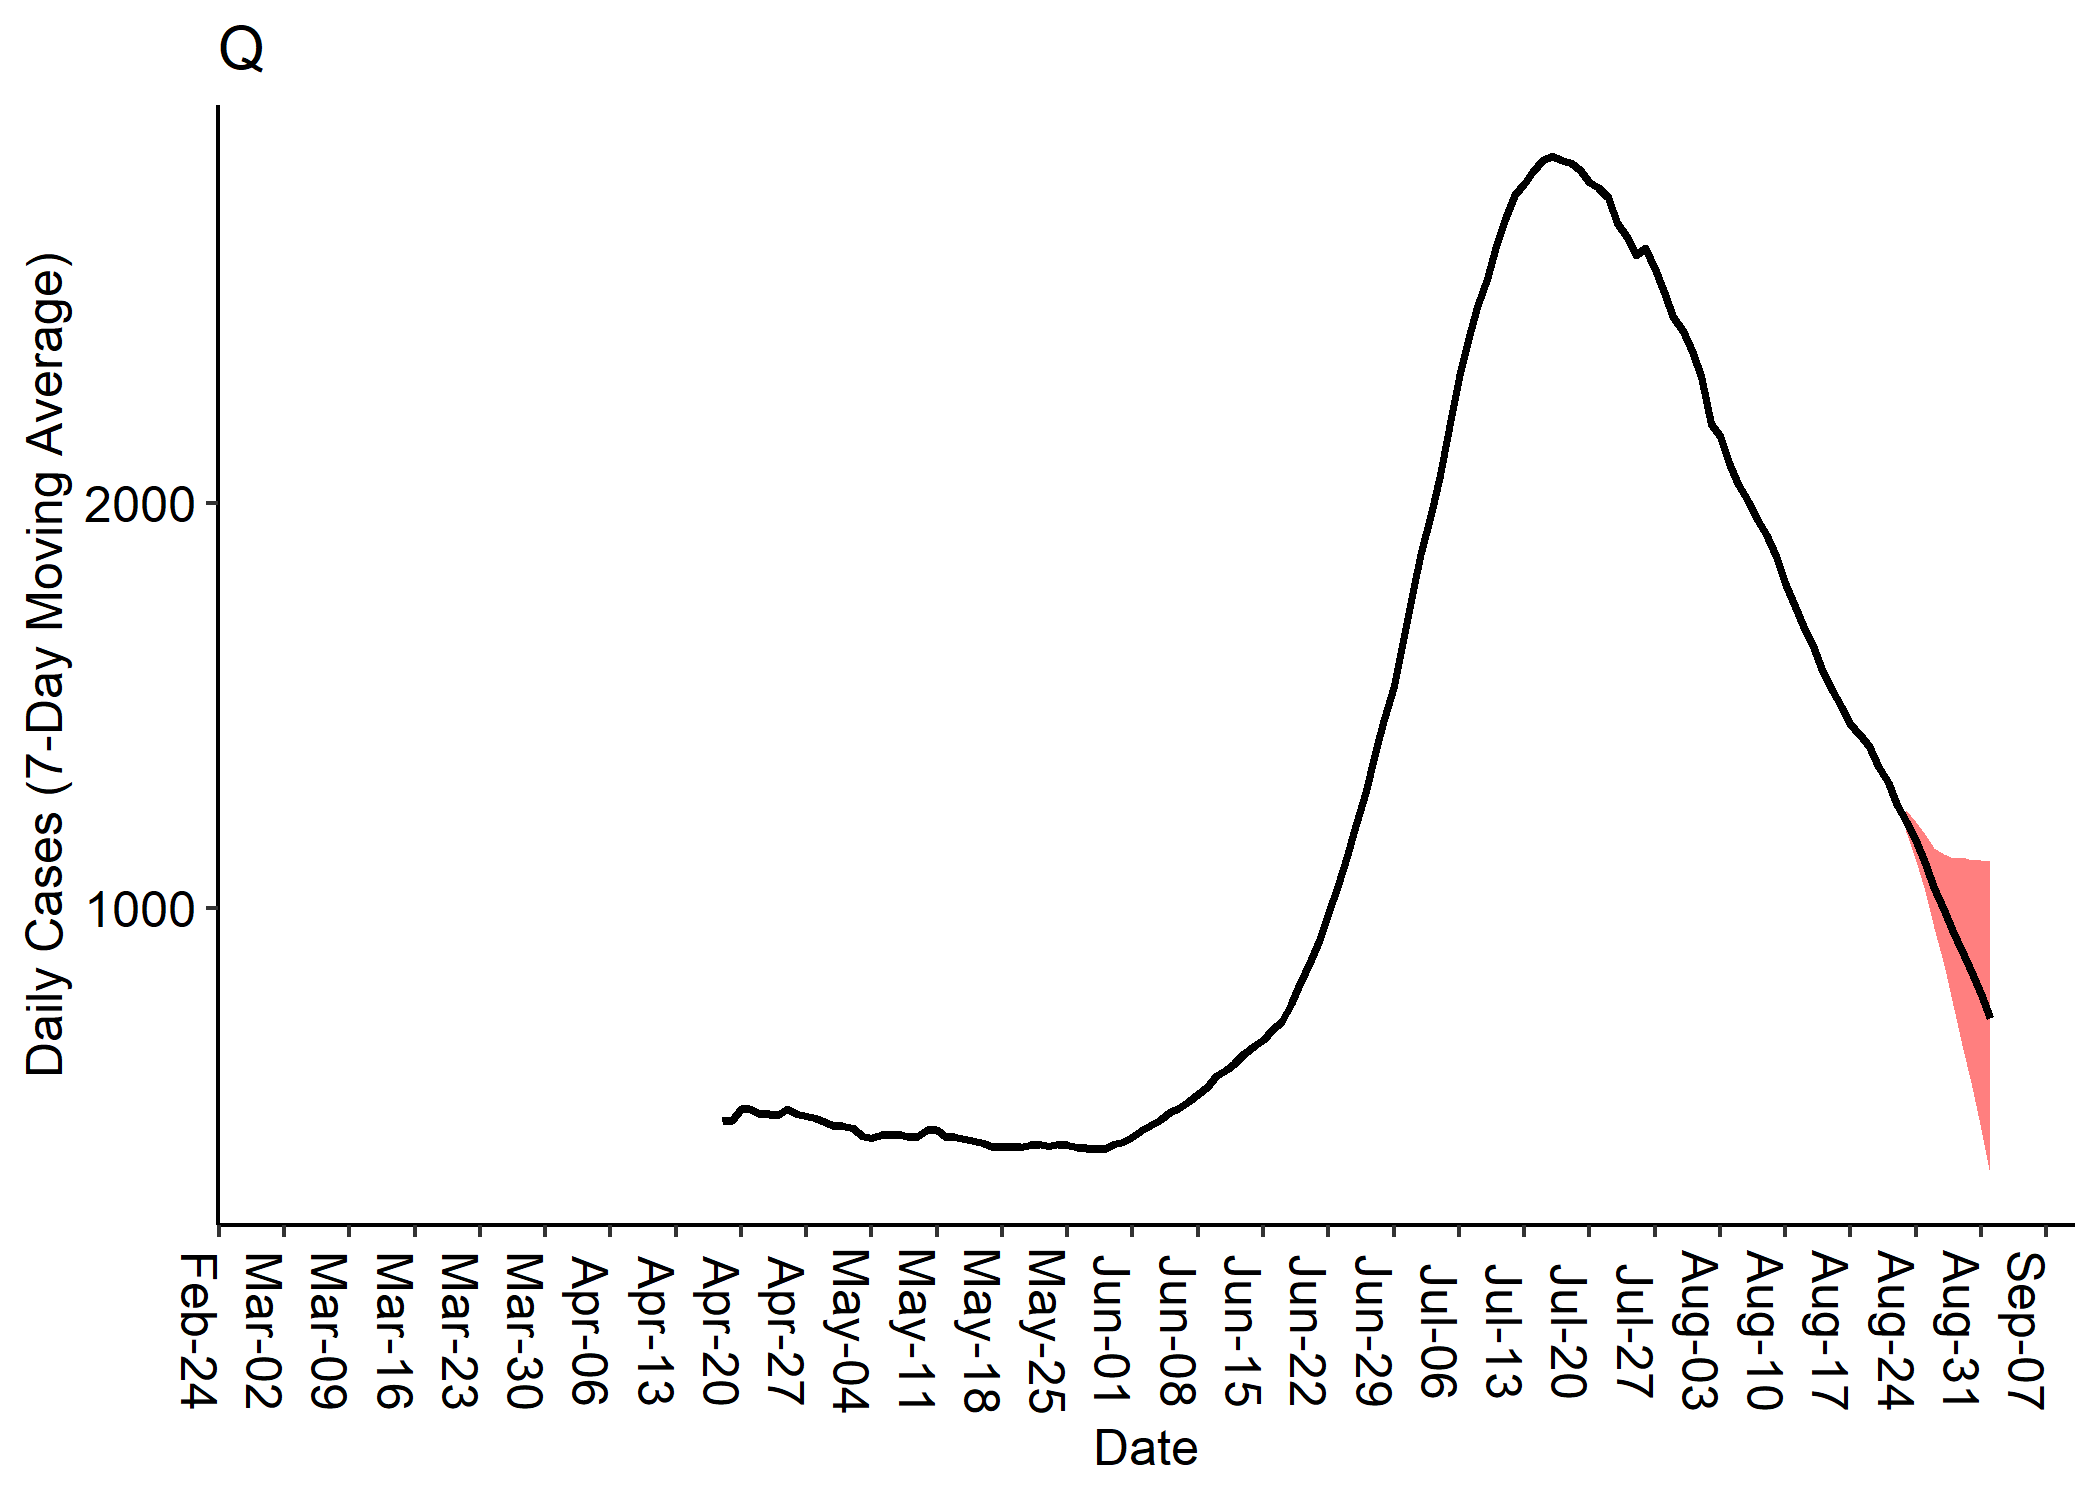 Q
Daily Cases (7-Day Moving Average)
2000
1000
Feb-24
Mar-02
Mar-09
Mar-16
Mar-23
Mar-30
Apr-06
Apr-13
Apr-20
Apr-27
May-04
May-11
May-18
May-25
Jun-01
Jun-08
Jun-15
Jun-22
Jun-29
Jul-06
Jul-13
Jul-20
Jul-27
Aug-03
Aug-10
Aug-17
Aug-24
Aug-31
Sep-07
Date